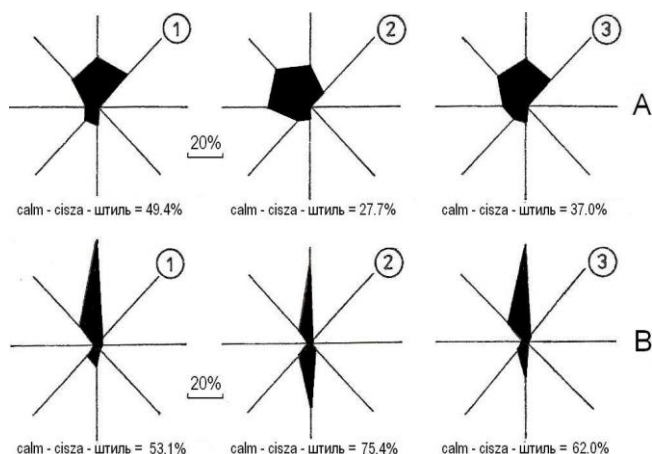 1 2 3
A
20% 20%
calm - cisza - штиль = 49.4% calm - cisza - штиль = 27.7% calm - cisza - штиль = 37.0%
1 2 3
B
20% 20%
calm - cisza - штиль = 53.1% calm - cisza - штиль = 75.4% calm - cisza - штиль = 62.0%